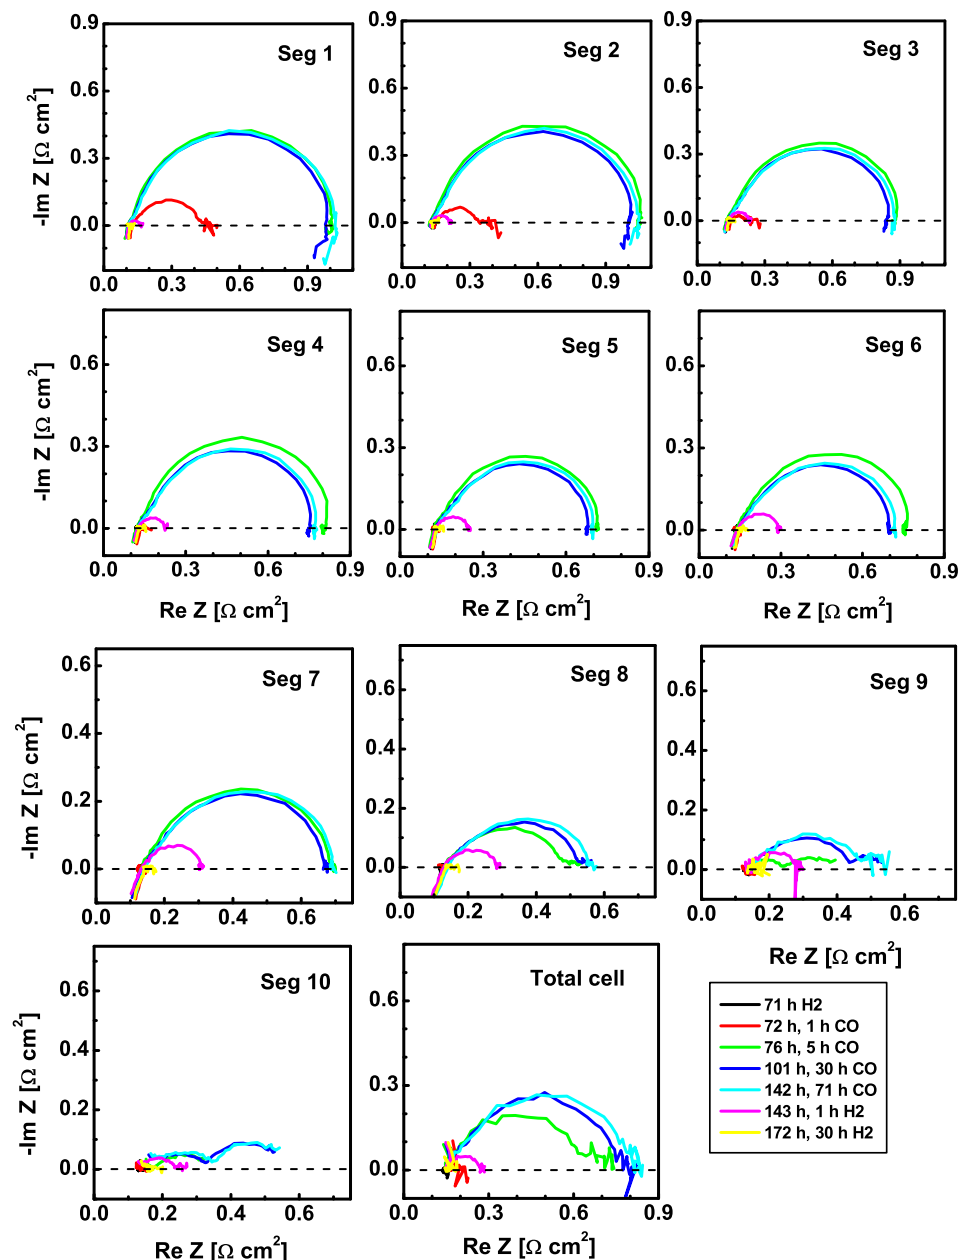 0.9
0.6
0.3
0.0
-Im Z [Ω cm²]
Seg 1
0.0 0.3 0.6 0.9
0.9
0.6
0.3
0.0
Seg 2
0.0 0.3 0.6 0.9
0.9
0.6
0.3
0.0
Seg 3
0.0 0.3 0.6 0.9
0.6
0.3
0.0
-Im Z [Ω cm²]
Seg 4
0.0 0.3 0.6 0.9
Re Z [Ω cm²]
0.6
0.3
0.0
Seg 5
0.0 0.3 0.6 0.9
Re Z [Ω cm²]
0.6
0.3
0.0
Seg 6
0.0 0.3 0.6 0.9
Re Z [Ω cm²]
0.6
0.4
0.2
0.0
-Im Z [Ω cm²]
Seg 7
0.0 0.2 0.4 0.6
0.6
0.4
0.2
0.0
Seg 8
0.0 0.2 0.4 0.6
0.6
0.4
0.2
0.0
Seg 9
0.0 0.2 0.4 0.6
Re Z [Ω cm²]
0.6
0.4
0.2
0.0
-Im Z [Ω cm²]
Seg 10
0.0 0.2 0.4 0.6
Re Z [Ω cm²]
0.6
0.3
0.0
Total cell
0.0 0.3 0.6 0.9
Re Z [Ω cm²]
71 h H2
72 h, 1 h CO
76 h, 5 h CO
101 h, 30 h CO
142 h, 71 h CO
143 h, 1 h H2
172 h, 30 h H2